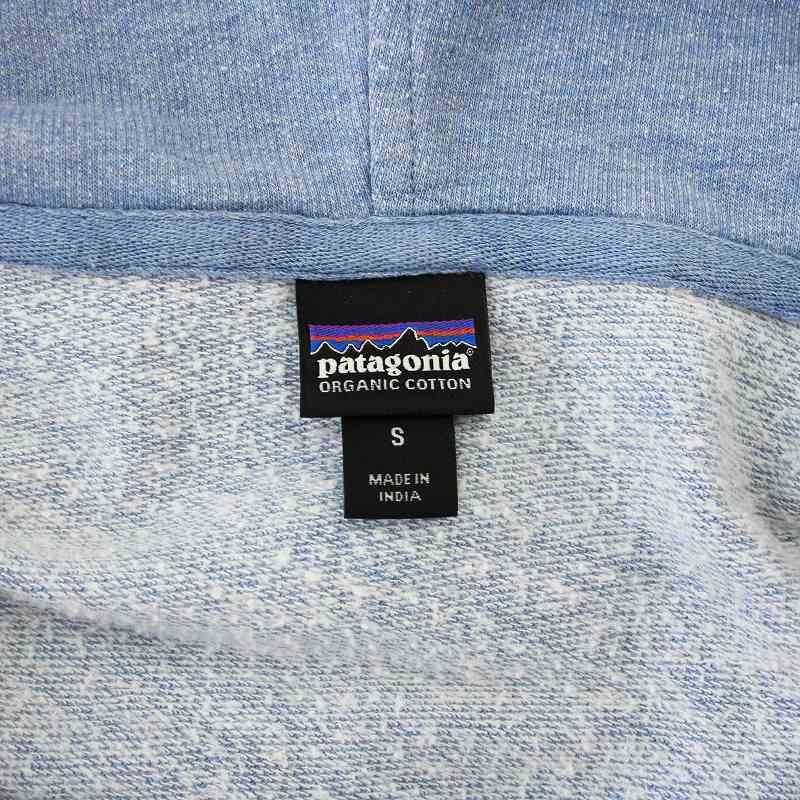 patagonia®
ORGANIC COTTON
S
MADE IN
INDIA